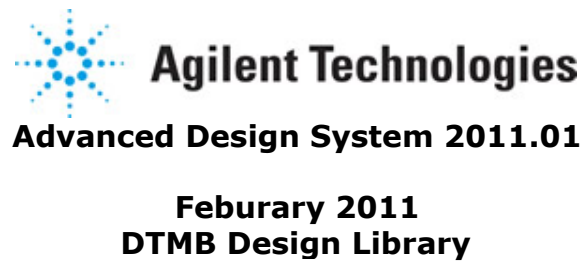 Agilent Technologies
Advanced Design System 2011.01
Feburary 2011
DTMB Design Library